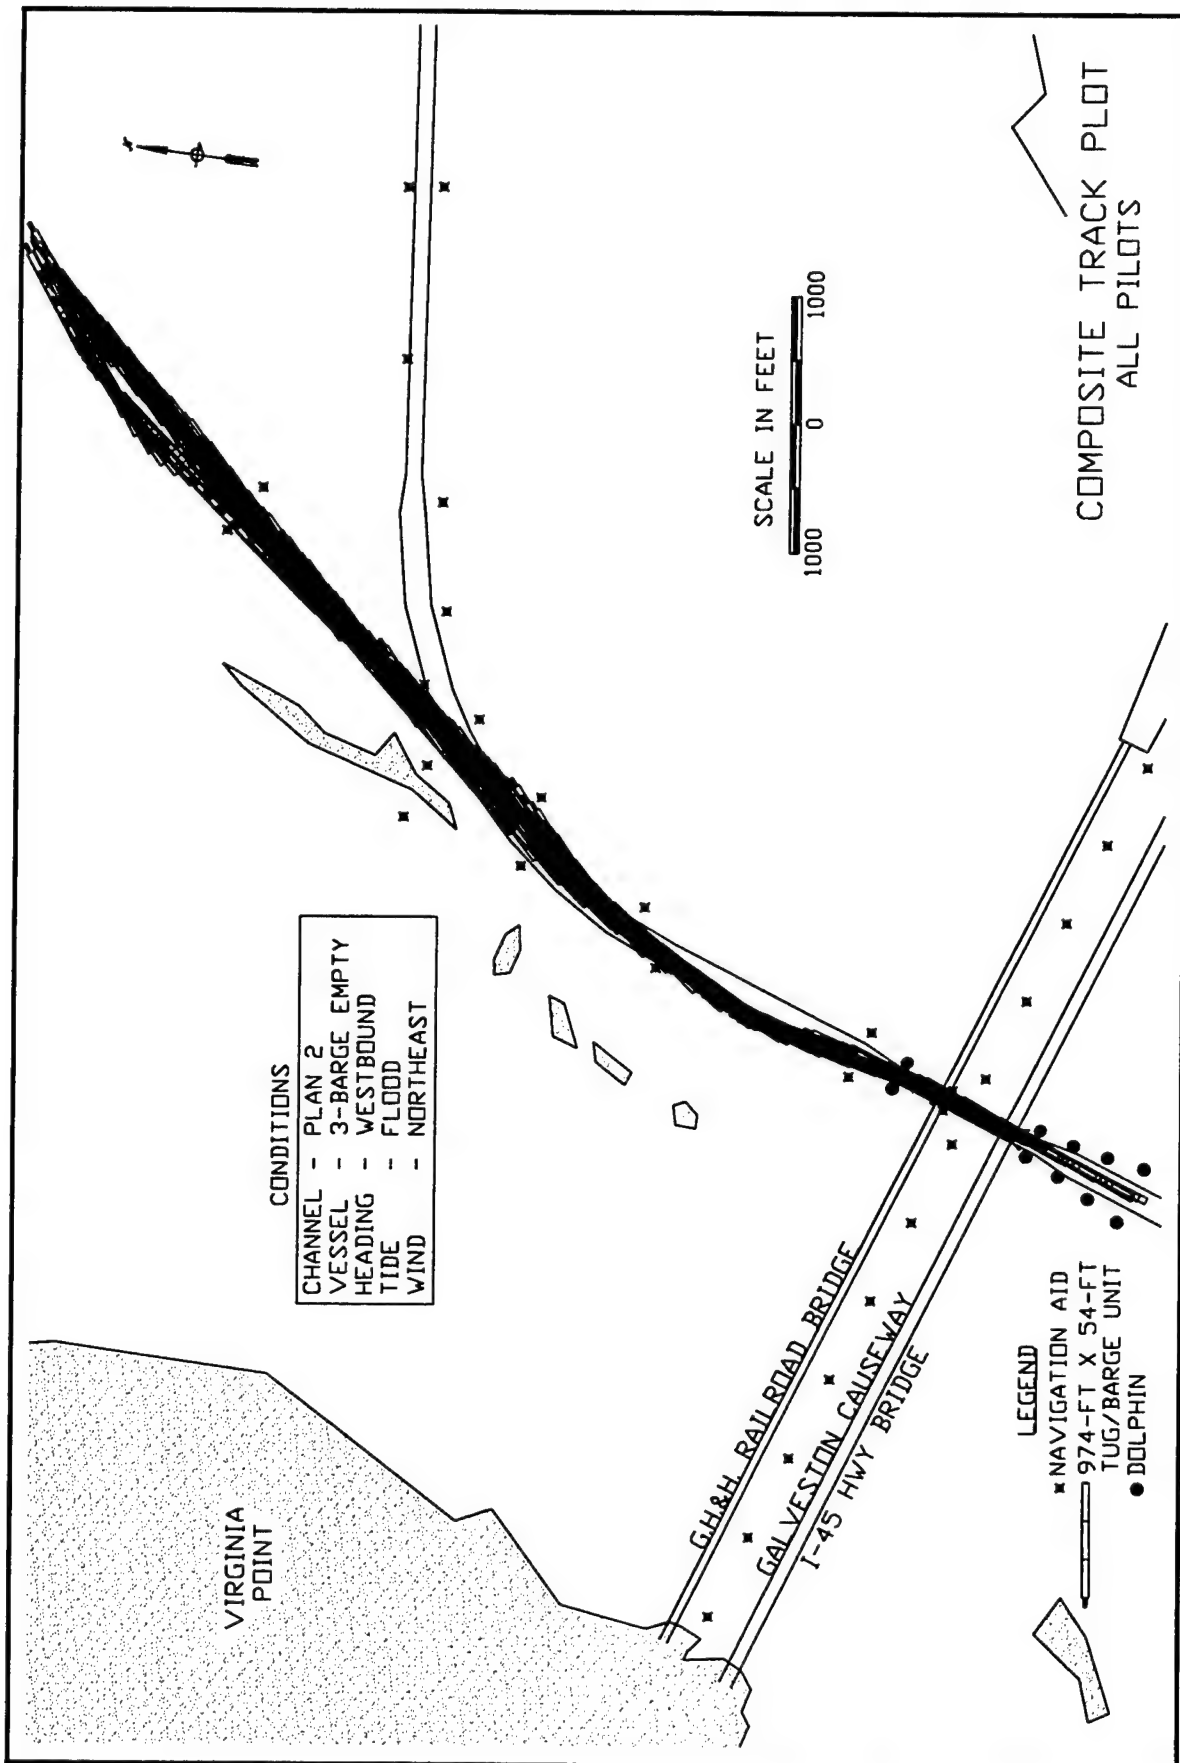 CONDITIONS
CHANNEL - PLAN 2
VESSEL - 3-BARGE EMPTY
HEADING - WESTBOUND
TIDE - FLOOD
WIND - NORTHEAST
VIRGINIA
POINT
SCALE IN FEET
1000 0 1000
G.H.&H. RAILROAD BRIDGE
GALVESTON CAUSEWAY
I-45 HWY BRIDGE
LEGEND
NAVIGATION AID
974-FT X 54-FT
TUG/BARGE UNIT
DOLPHIN
COMPOSITE TRACK PLOT
ALL PILOTS